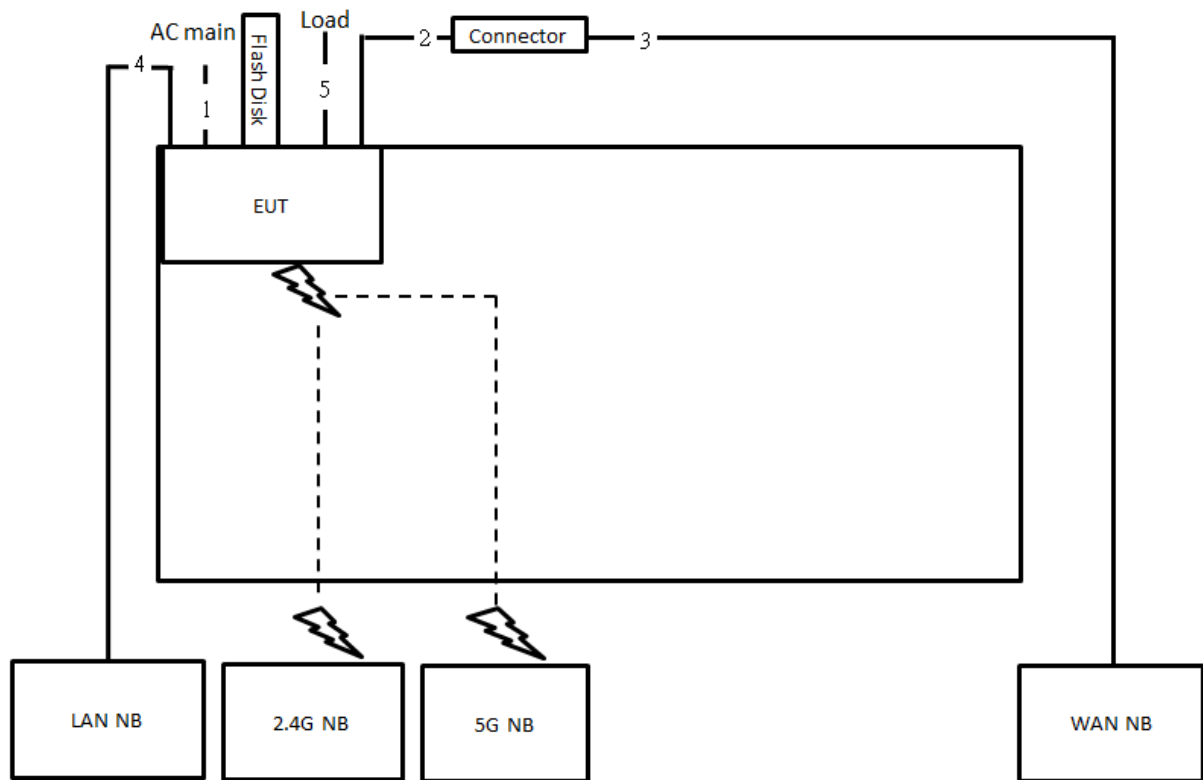 Load
AC main
2
Connector
3
4
Flash Disk
5
1
EUT
LAN NB
2.4G NB
5G NB
WAN NB